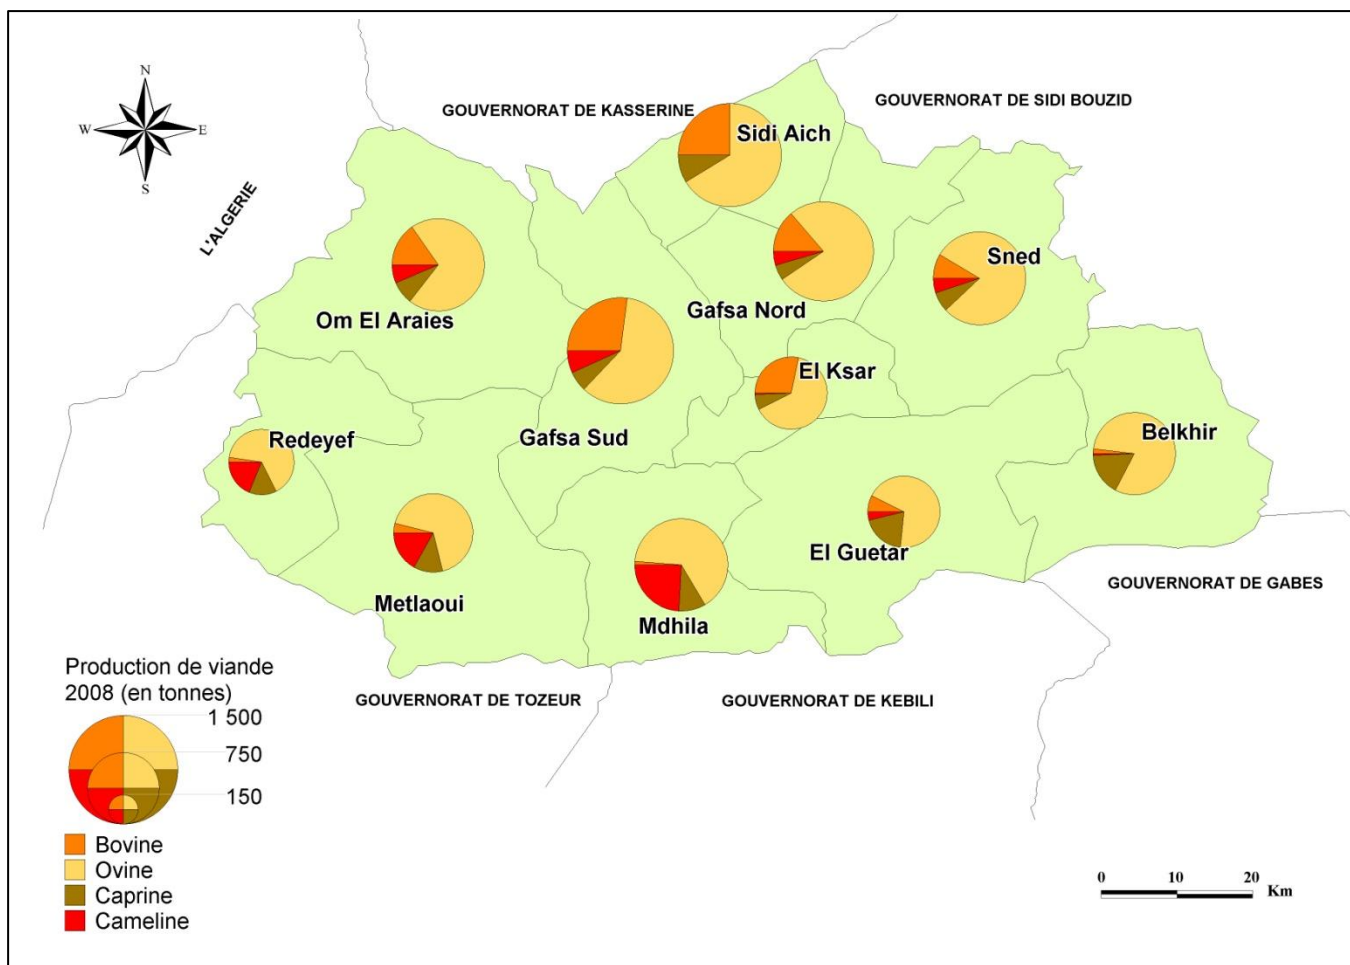 N
W
E
S
GOUVERNORAT DE KASSERINE
GOUVERNORAT DE SIDI BOUZID
L'ALGERIE
Sidi Aich
Sned
Om El Araies
Gafsa Nord
El Ksar
Redeyef
Gafsa Sud
Belkhir
El Guetar
Metlaoui
Mdhila
GOUVERNORAT DE GABES
GOUVERNORAT DE TOZEUR
GOUVERNORAT DE KEBILI
Production de viande
2008 (en tonnes)
1 500
750
150
Bovine
Ovine
Caprine
Cameline
0 10 20
Km